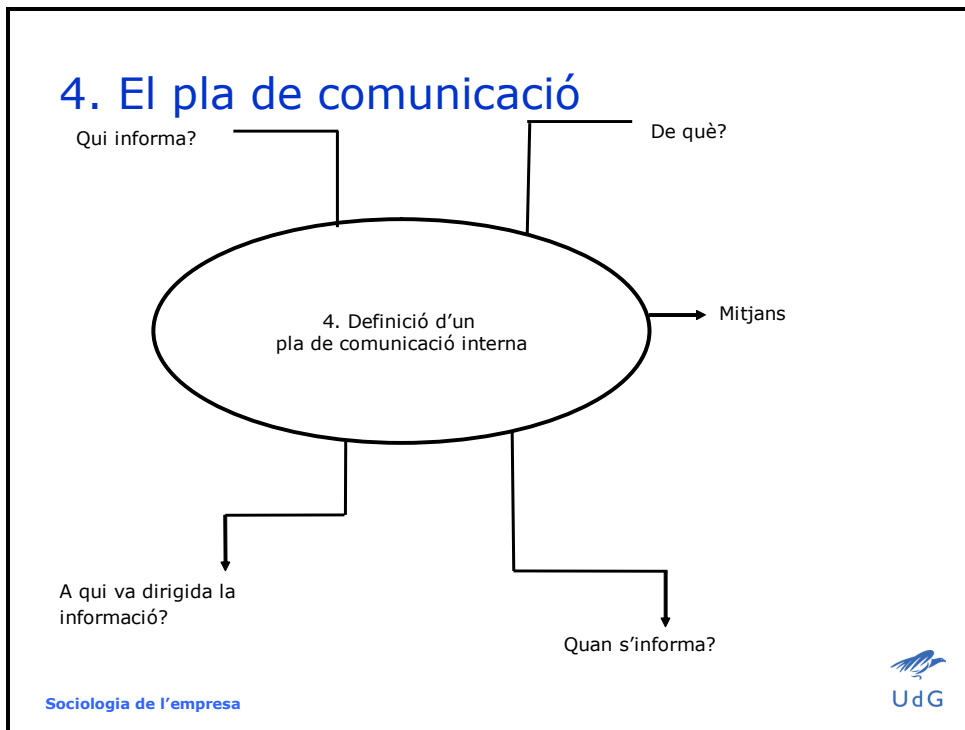 4. El pla de comunicació
Qui informa?
De què?
4. Definició d’un
pla de comunicació interna
Mitjans
A qui va dirigida la
informació?
Quan s’informa?
Sociologia de l’empresa
UdG